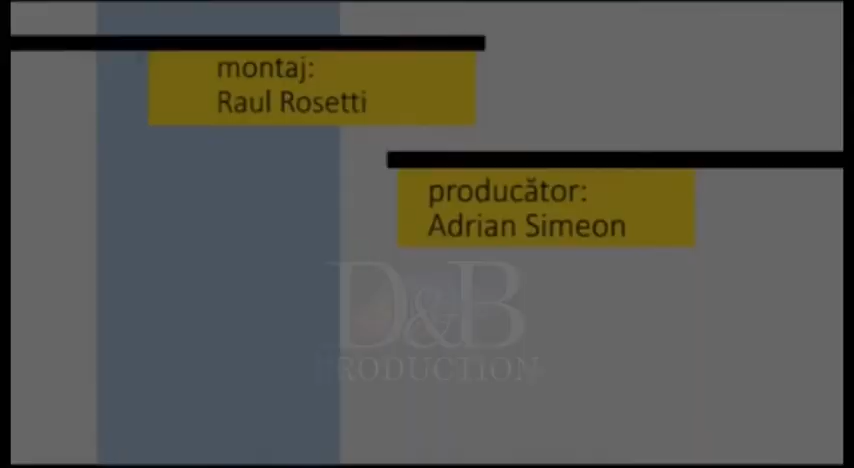 montaj:
Raul Rosetti
producător:
Adrian Simeon
D&B
PRODUCTION